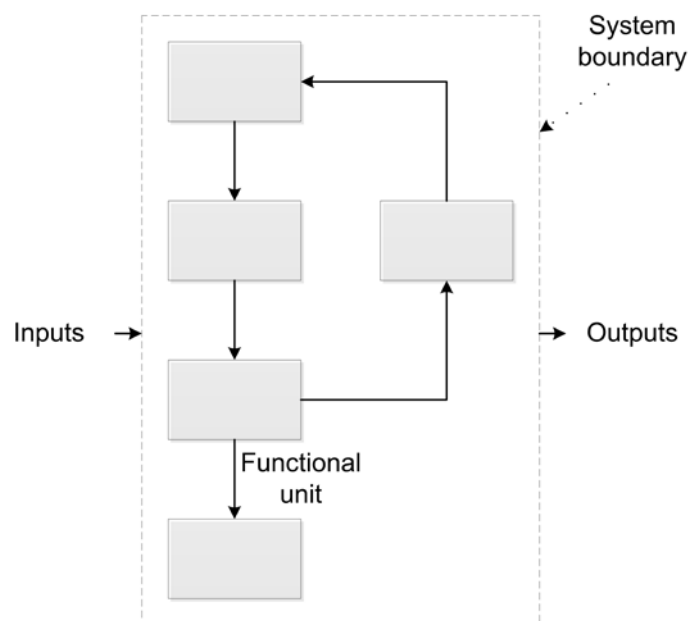 System
boundary
Inputs
Outputs
Functional
unit